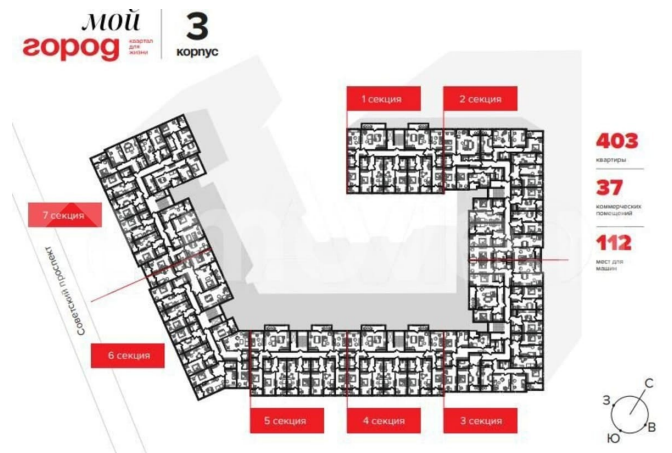 мой
город
квартал
для
жизни
3
корпус
1 секция
2 секция
403
квартиры
37
коммерческих
помещений
112
мест для
машин
7 секция
Советский проспект
6 секция
5 секция
4 секция
3 секция
С
З
В
Ю